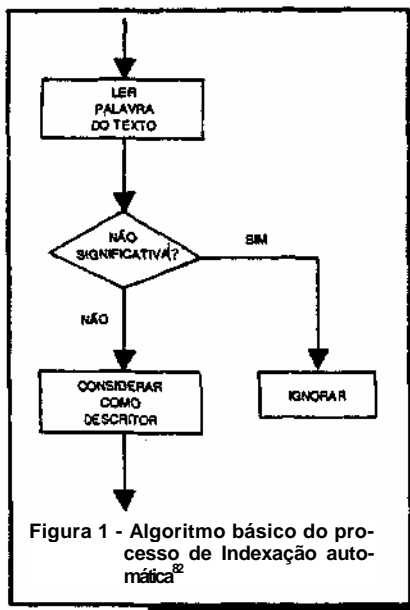 LER
PALAVRA
DO TEXTO
NÃO
SIGNIFICATIVA?
SIM
NÃO
CONSIDERAR
COMO
DESCRITOR
IGNORAR
Figura 1 - Algoritmo básico do pro-
cesso de Indexação auto-
mática82